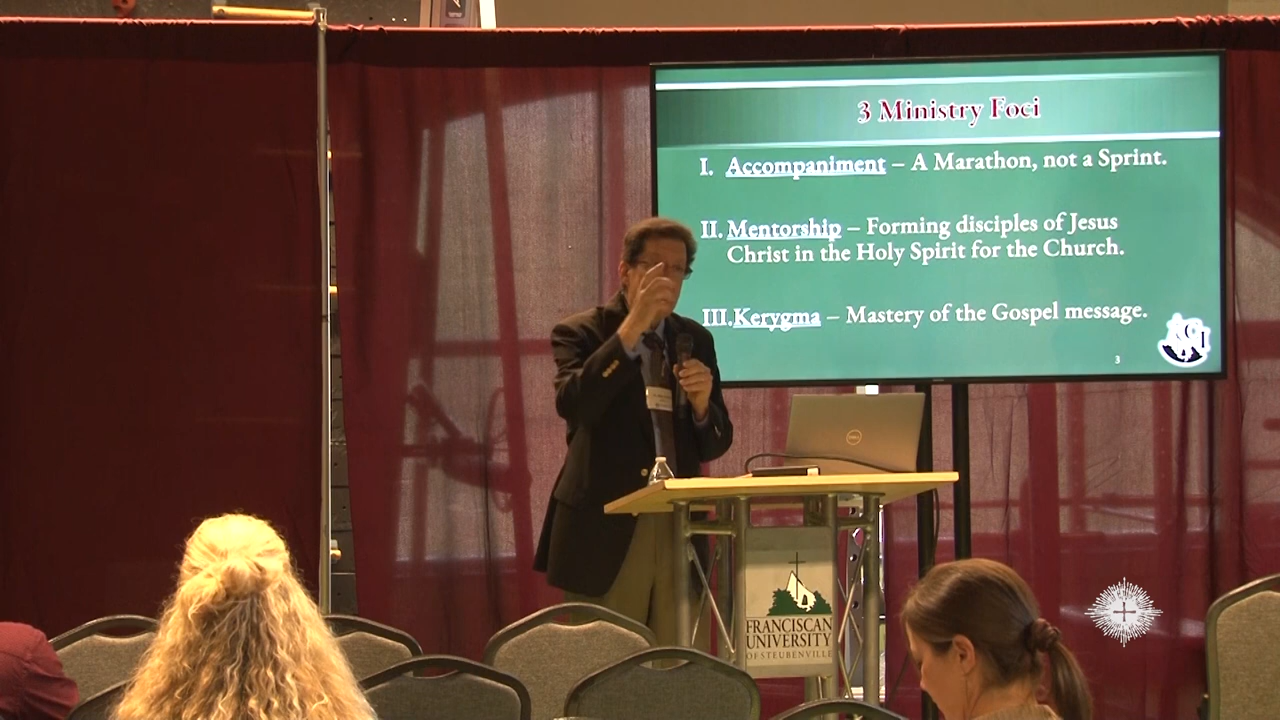 3 Ministry Foci
I. Accompaniment – A Marathon, not a Sprint.
II. Mentorship – Forming disciples of Jesus
Christ in the Holy Spirit for the Church.
III. Kerygma – Mastery of the Gospel message.
3
DELL
FRANCISCAN
UNIVERSITY
OF STEUBENVILLE